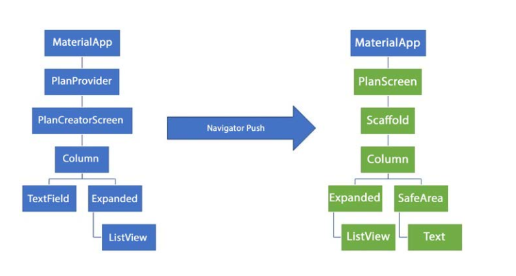 MaterialApp
PlanProvider
PlanCreatorScreen
Column
TextField
Expanded
ListView
Navigator Push
MaterialApp
PlanScreen
Scaffold
Column
Expanded
SafeArea
ListView
Text